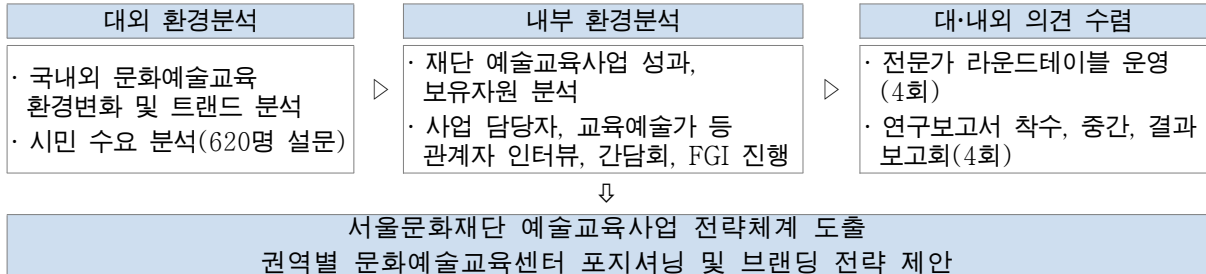 대외 환경분석
· 국내외 문화예술교육
환경변화 및 트랜드 분석
· 시민 수요 분석(620명 설문)
▷
내부 환경분석
· 재단 예술교육사업 성과,
보유자원 분석
· 사업 담당자, 교육예술가 등
관계자 인터뷰, 간담회, FGI 진행
▷
대·내외 의견 수렴
· 전문가 라운드테이블 운영
(4회)
· 연구보고서 착수, 중간, 결과
보고회(4회)
⇩
서울문화재단 예술교육사업 전략체계 도출
권역별 문화예술교육센터 포지셔닝 및 브랜딩 전략 제안